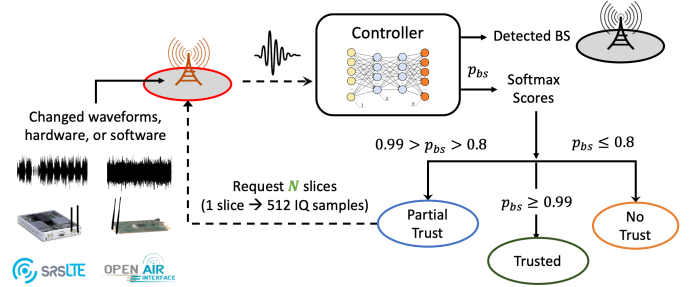 Controller
Detected BS
p_bs
Softmax
Scores
Changed waveforms,
hardware, or software
0.99 > p_bs > 0.8
p_bs ≤ 0.8
Request N slices
(1 slice → 512 IQ samples)
p_bs ≥ 0.99
Partial
Trust
No
Trust
Trusted
SRSLTE
OPEN AIR
INTERFACE
1
2
3